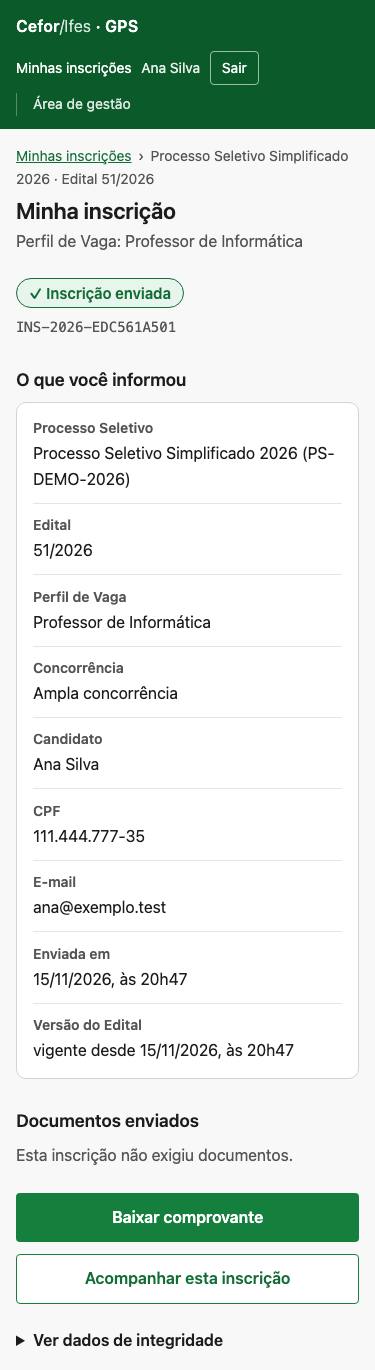 Cefor/Ifes · GPS
Minhas inscrições Ana Silva Sair
Área de gestão
Minhas inscrições › Processo Seletivo Simplificado
2026 · Edital 51/2026
Minha inscrição
Perfil de Vaga: Professor de Informática
✓ Inscrição enviada
INS-2026-EDC561A501
O que você informou
Processo Seletivo
Processo Seletivo Simplificado 2026 (PS-
DEMO-2026)
Edital
51/2026
Perfil de Vaga
Professor de Informática
Concorrência
Ampla concorrência
Candidato
Ana Silva
CPF
111.444.777-35
E-mail
ana@exemplo.test
Enviada em
15/11/2026, às 20h47
Versão do Edital
vigente desde 15/11/2026, às 20h47
Documentos enviados
Esta inscrição não exigiu documentos.
Baixar comprovante
Acompanhar esta inscrição
▶ Ver dados de integridade